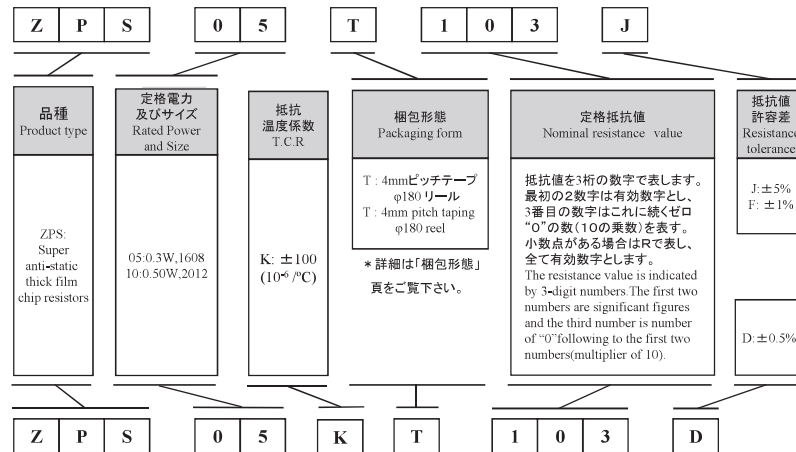 Z P S 0 5 T 1 0 3 J
品種
Product type
ZPS:
Super
anti-static
thick film
chip resistors
定格電力
及びサイズ
Rated Power
and Size
05:0.3W,1608
10:0.50W,2012
抵抗
温度係数
T.C.R
K: ±100
(10⁻⁶ /ºC)
梱包形態
Packaging form
T : 4mmピッチテープ
φ180 リール
T : 4mm pitch taping
φ180 reel
* 詳細は「梱包形態」
頁をご覧下さい。
定格抵抗値
Nominal resistance value
抵抗値を3桁の数字で表します。
最初の2数字は有効数字とし、
3番目の数字はこれに続くゼロ
“0”の数(10の乗数)を表す。
小数点がある場合はRで表し、
全て有効数字とします。
The resistance value is indicated
by 3-digit numbers.The first two
numbers are significant figures
and the third number is number
of “0”following to the first two
numbers(multiplier of 10).
抵抗値
許容差
Resistance
tolerance
J:±5%
F: ±1%
D:±0.5%
Z P S 0 5 K T 1 0 3 D